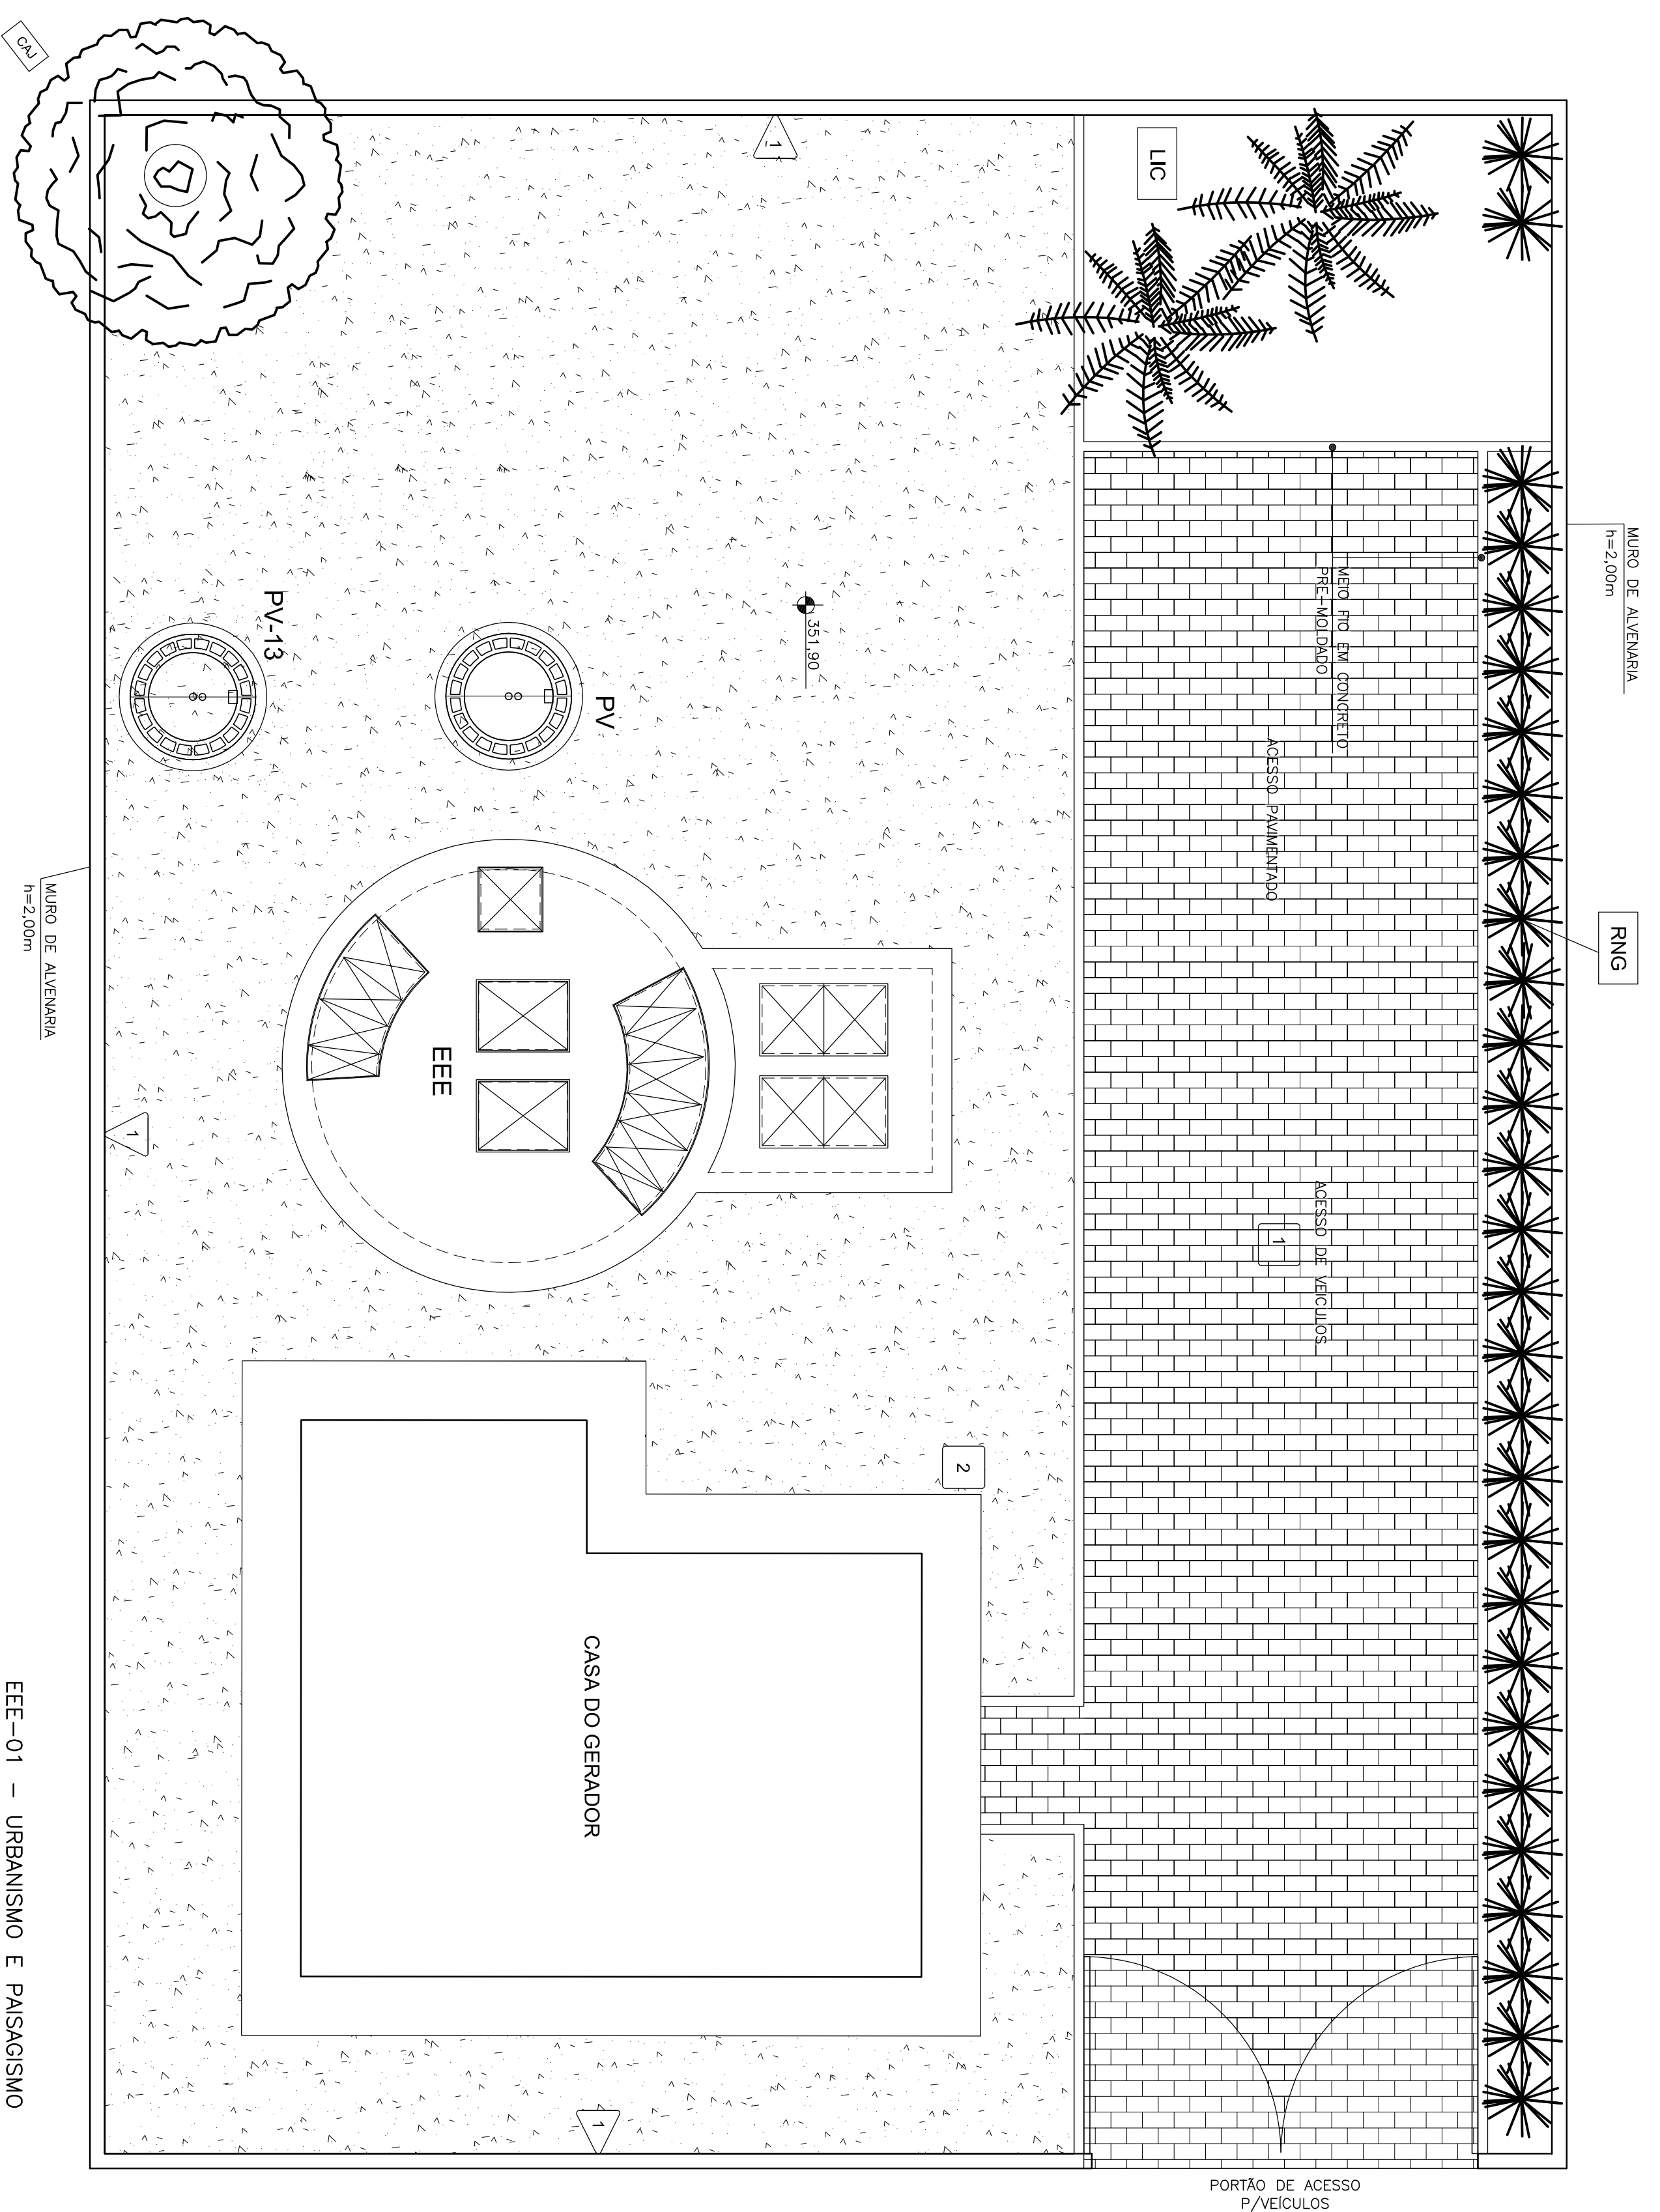 CAJ
LIC
1
MURO DE ALVENARIA
h=2,00m
MEIO FIO EM CONCRETO
PRE-MOLDADO
351,90
PV-13
PV
ACESSO PAVIMENTADO
RNG
MURO DE ALVENARIA
h=2,00m
EEE
1
ACESSO DE VEICULOS
1
2
CASA DO GERADOR
EEE-01 - URBANISMO E PAISAGISMO
1
PORTÃO DE ACESSO
P/VEÍCULOS